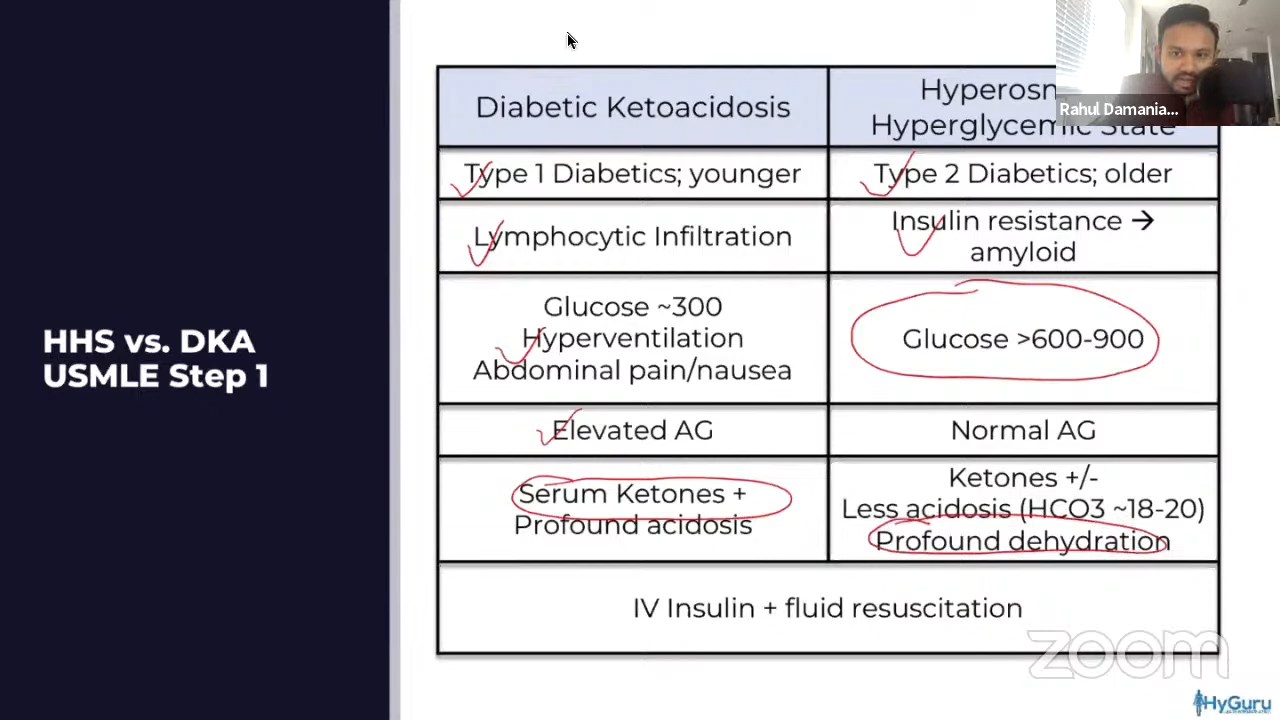 Rahul Damania...
HHS vs. DKA
USMLE Step 1
Diabetic Ketoacidosis
Hyperosm
Hyperglycemic State
Type 1 Diabetics; younger
Type 2 Diabetics; older
Lymphocytic Infiltration
Insulin resistance →
amyloid
Glucose ~300
Hyperventilation
Abdominal pain/nausea
Glucose >600-900
Elevated AG
Normal AG
Serum Ketones +
Profound acidosis
Ketones +/-
Less acidosis (HCO3 ~18-20)
Profound dehydration
IV Insulin + fluid resuscitation
zoom
HyGuru